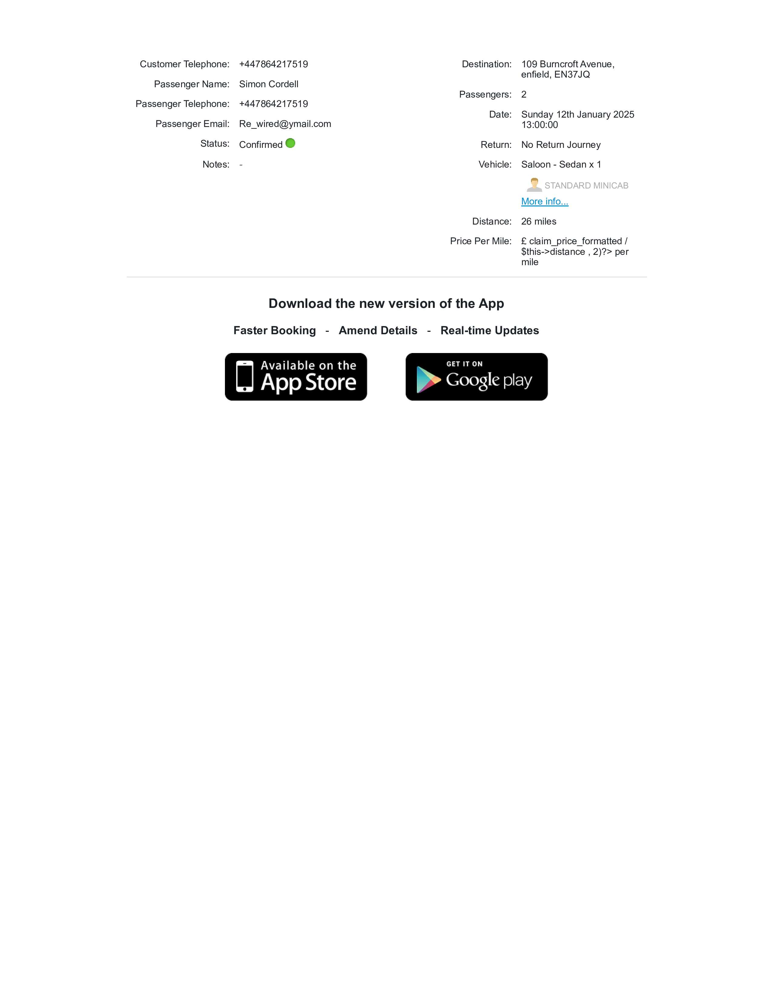 Customer Telephone: +447864217519
Passenger Name: Simon Cordell
Passenger Telephone: +447864217519
Passenger Email: Re_wired@ymail.com
Status: Confirmed
Notes: -
Destination: 109 Burncroft Avenue,
enfield, EN37JQ
Passengers: 2
Date: Sunday 12th January 2025
13:00:00
Return: No Return Journey
Vehicle: Saloon - Sedan x 1
STANDARD MINICAB
More info...
Distance: 26 miles
Price Per Mile: £ claim_price_formatted /
$this->distance , 2)?> per
mile
Download the new version of the App
Faster Booking - Amend Details - Real-time Updates
Available on the
App Store
GET IT ON
Google play